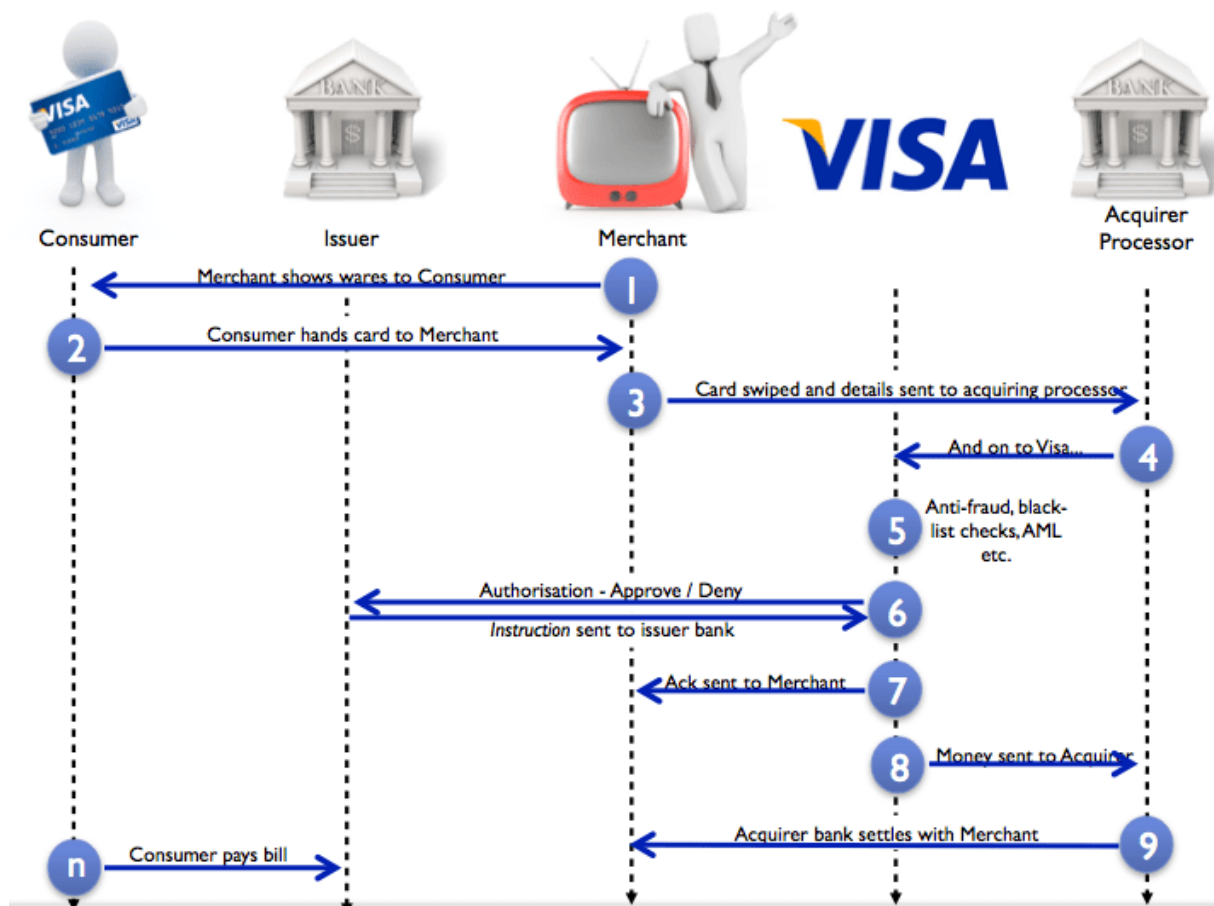 VISA
VISA
BANK
VISA
BANK
Consumer
Issuer
Merchant
Acquirer
Processor
Merchant shows wares to Consumer
1
2
Consumer hands card to Merchant
3
Card swiped and details sent to acquiring processor
And on to Visa...
4
5
Anti-fraud, black-
list checks, AML
etc.
Authorisation - Approve / Deny
6
Instruction sent to issuer bank
Ack sent to Merchant
7
8
Money sent to Acquirer
Acquirer bank settles with Merchant
9
n
Consumer pays bill